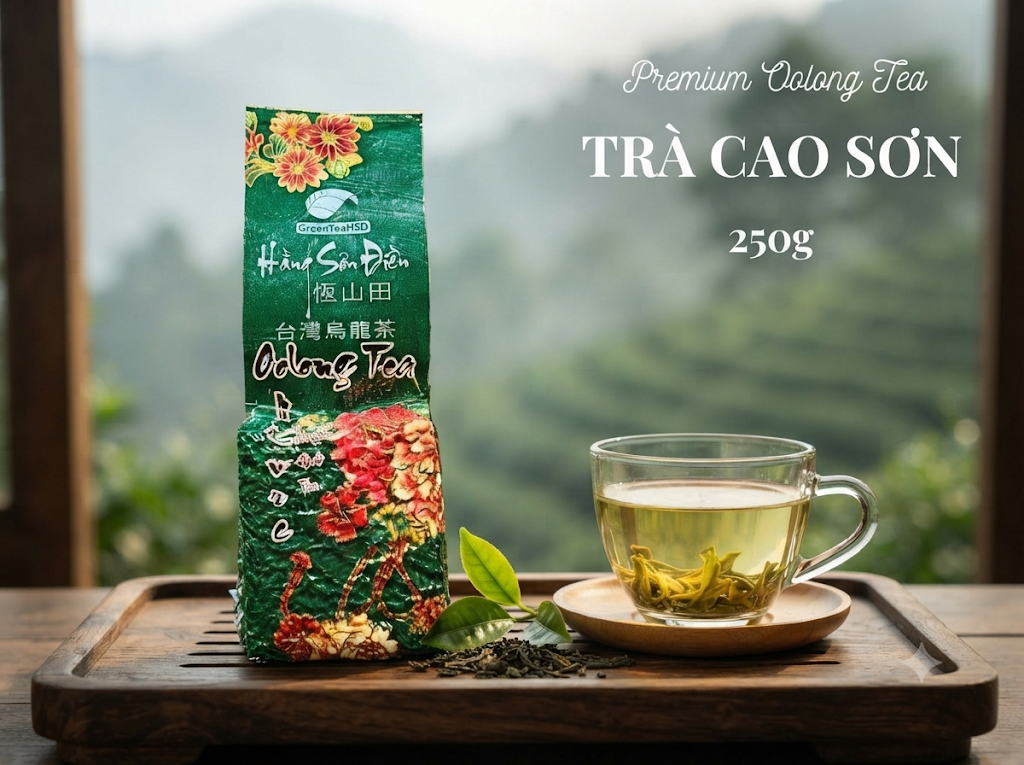 Premium Oolong Tea
TRÀ CAO SƠN
250g
GreenTeaHSD
Hằng Sơn Điền
恆山田
台灣烏龍茶
Oolong Tea